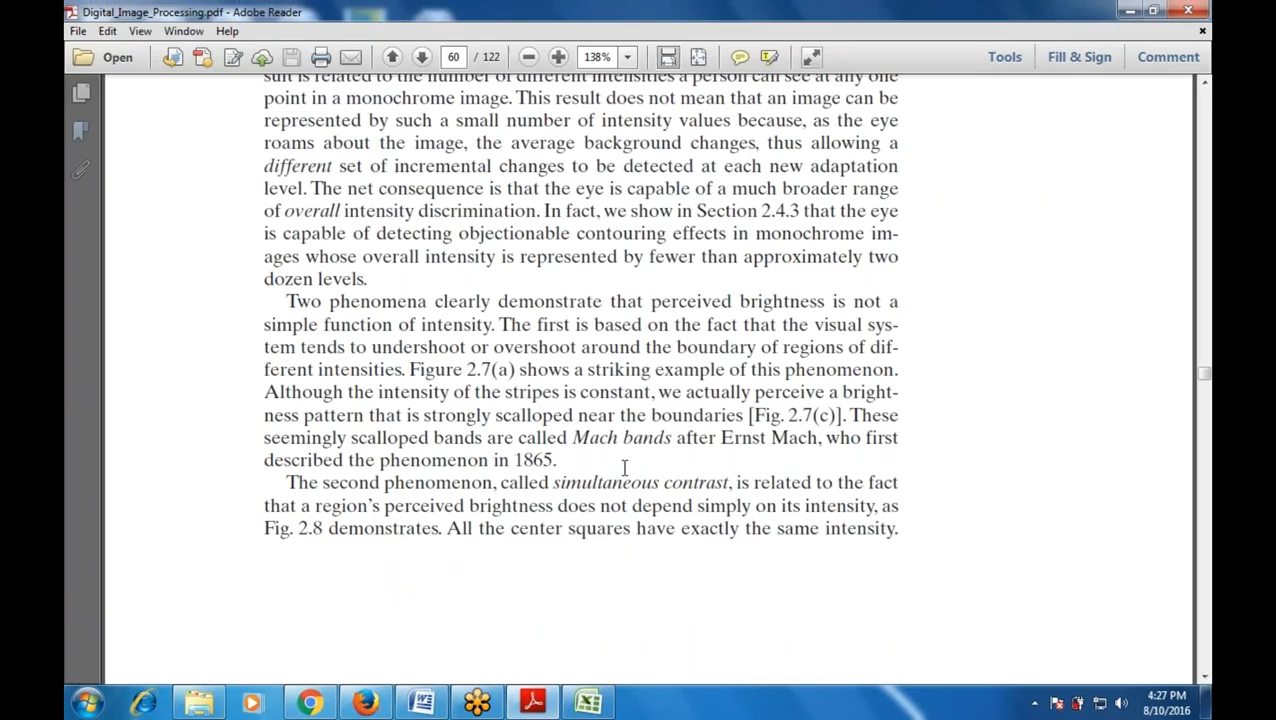 Digital_Image_Processing.pdf - Adobe Reader
File Edit View Window Help
Open 60 / 122 138% Tools Fill & Sign Comment
sult is related to the number of different intensities a person can see at any one
point in a monochrome image. This result does not mean that an image can be
represented by such a small number of intensity values because, as the eye
roams about the image, the average background changes, thus allowing a
different set of incremental changes to be detected at each new adaptation
level. The net consequence is that the eye is capable of a much broader range
of overall intensity discrimination. In fact, we show in Section 2.4.3 that the eye
is capable of detecting objectionable contouring effects in monochrome im-
ages whose overall intensity is represented by fewer than approximately two
dozen levels.
Two phenomena clearly demonstrate that perceived brightness is not a
simple function of intensity. The first is based on the fact that the visual sys-
tem tends to undershoot or overshoot around the boundary of regions of dif-
ferent intensities. Figure 2.7(a) shows a striking example of this phenomenon.
Although the intensity of the stripes is constant, we actually perceive a bright-
ness pattern that is strongly scalloped near the boundaries [Fig. 2.7(c)]. These
seemingly scalloped bands are called Mach bands after Ernst Mach, who first
described the phenomenon in 1865.
The second phenomenon, called simultaneous contrast, is related to the fact
that a region's perceived brightness does not depend simply on its intensity, as
Fig. 2.8 demonstrates. All the center squares have exactly the same intensity.
4:27 PM
8/10/2016